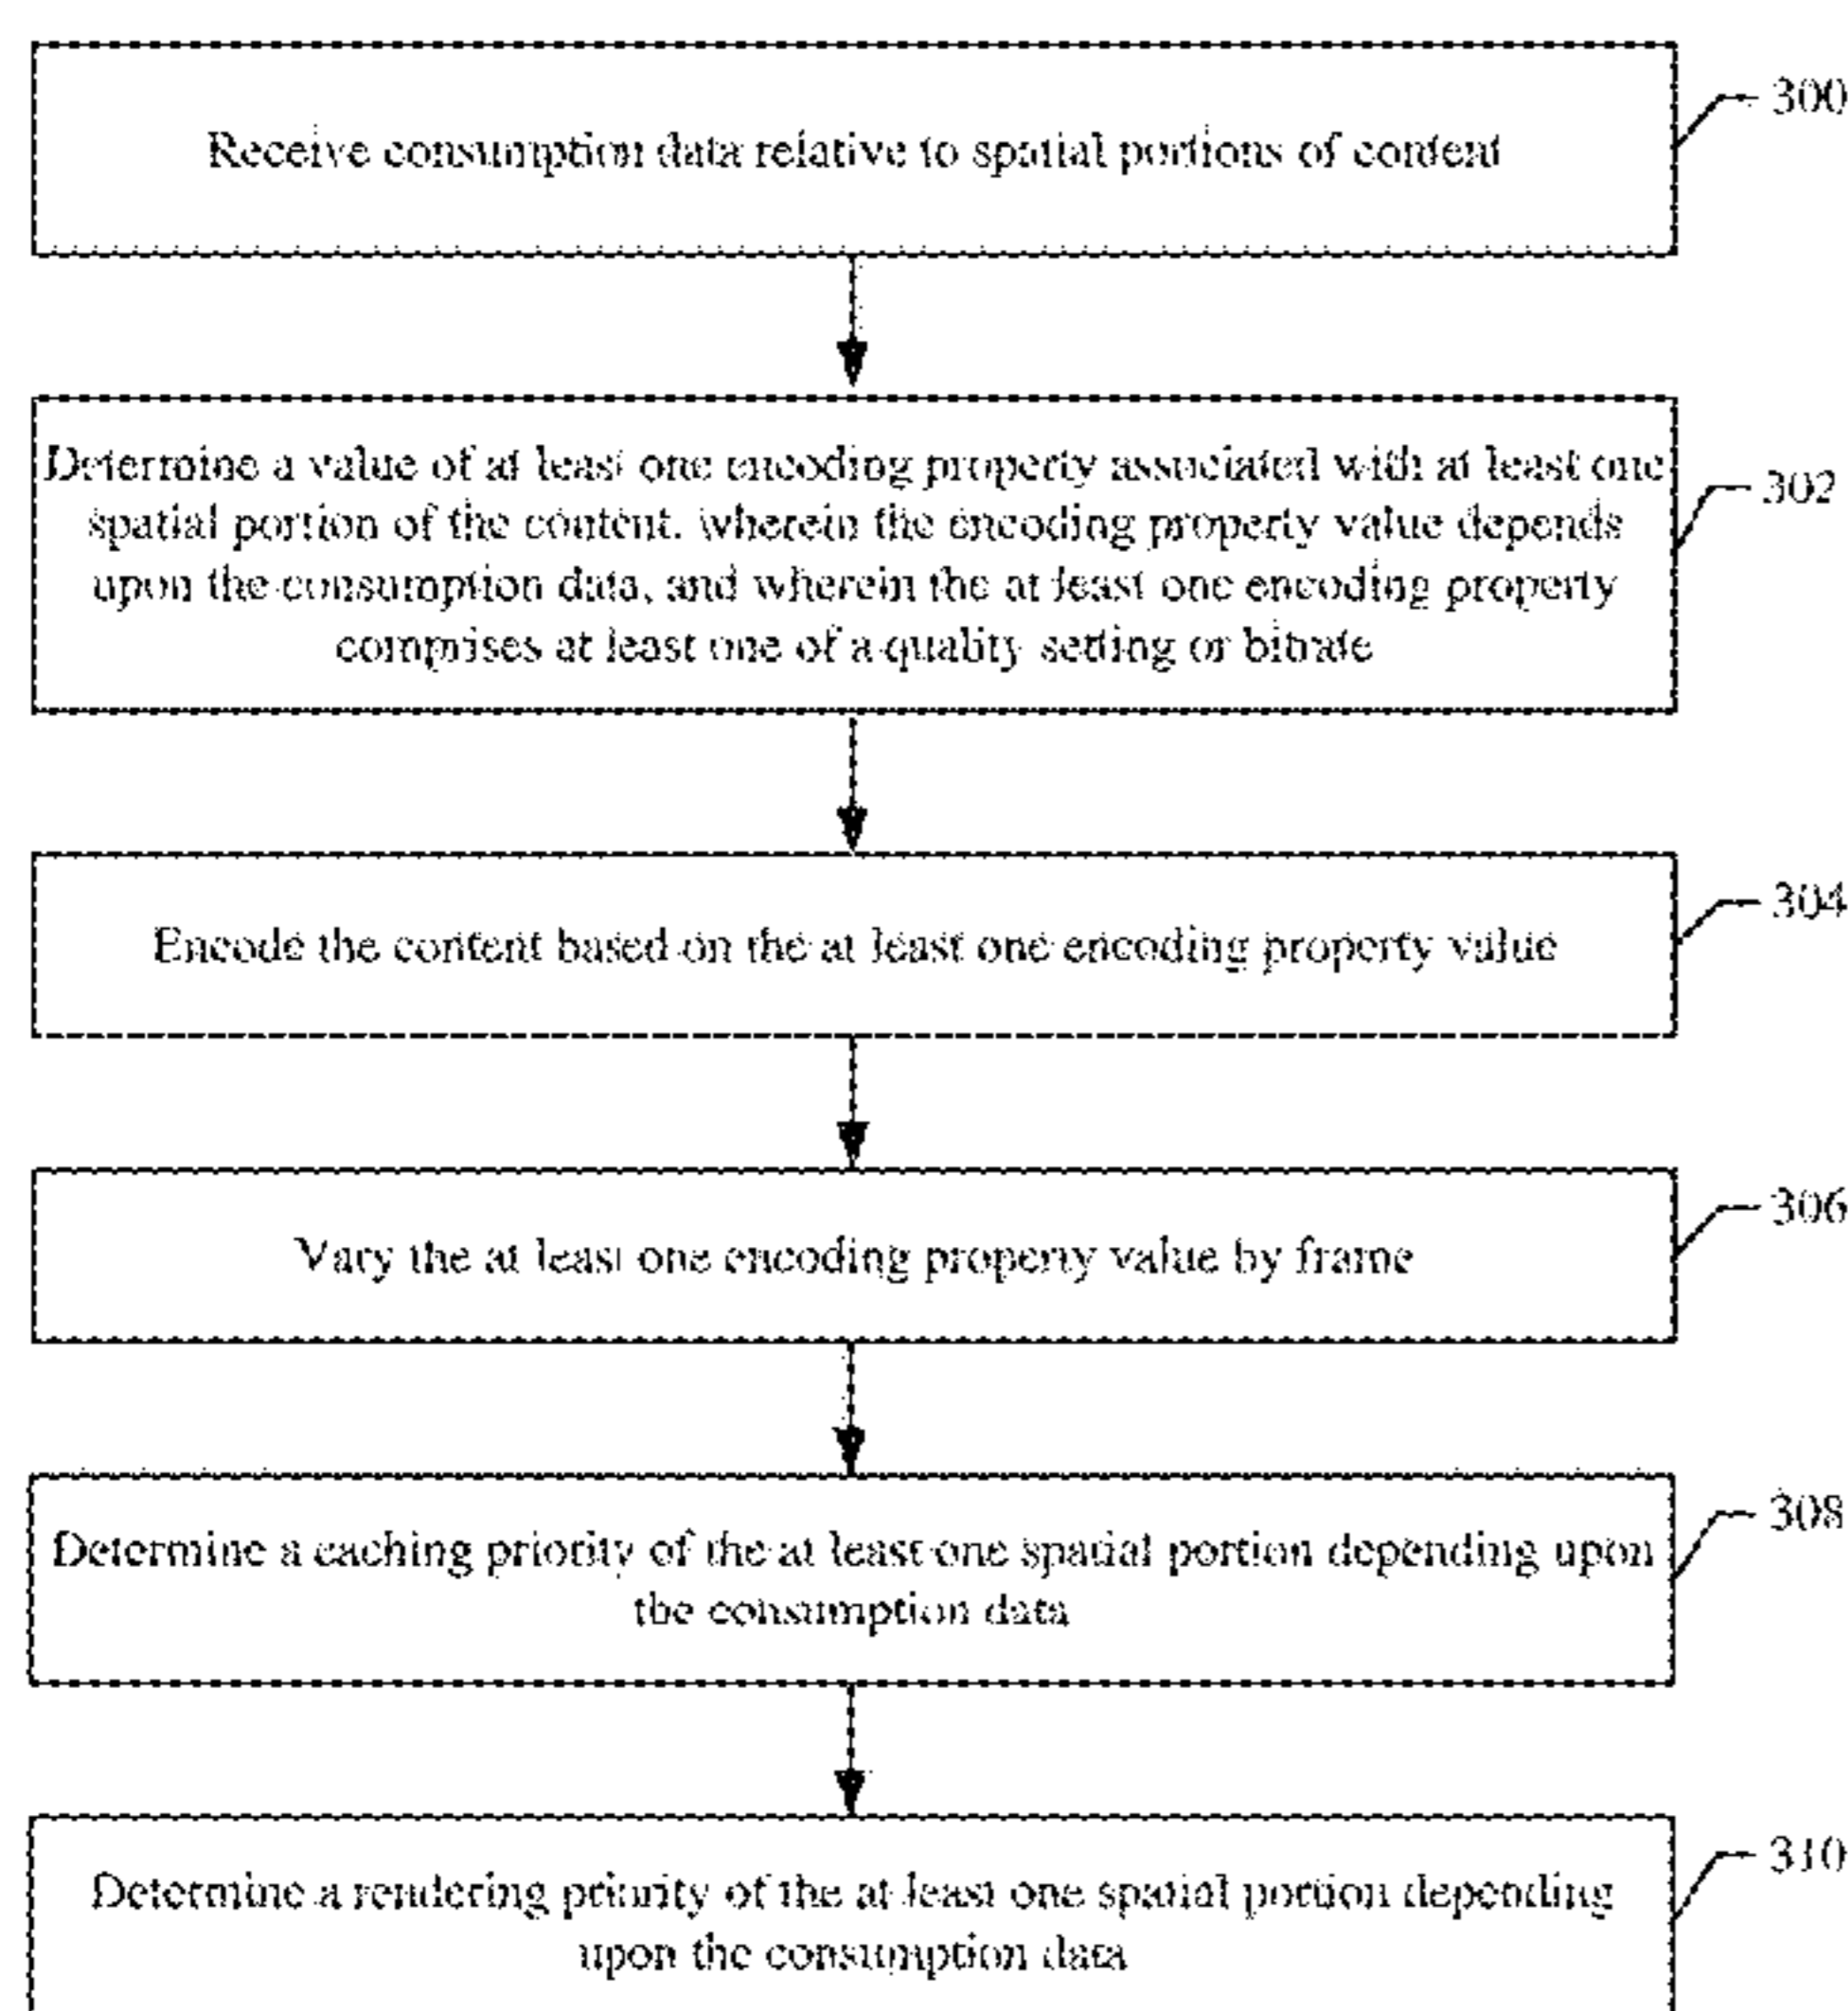 Receive consumption data relative to spatial portions of content
300
Determine a value of at least one encoding property associated with at least one
spatial portion of the content, wherein the encoding property value depends
upon the consumption data, and wherein the at least one encoding property
comprises at least one of a quality setting or bitrate
302
Encode the content based on the at least one encoding property value
304
Vary the at least one encoding property value by frame
306
Determine a caching priority of the at least one spatial portion depending upon
the consumption data
308
Determine a rendering priority of the at least one spatial portion depending
upon the consumption data
310